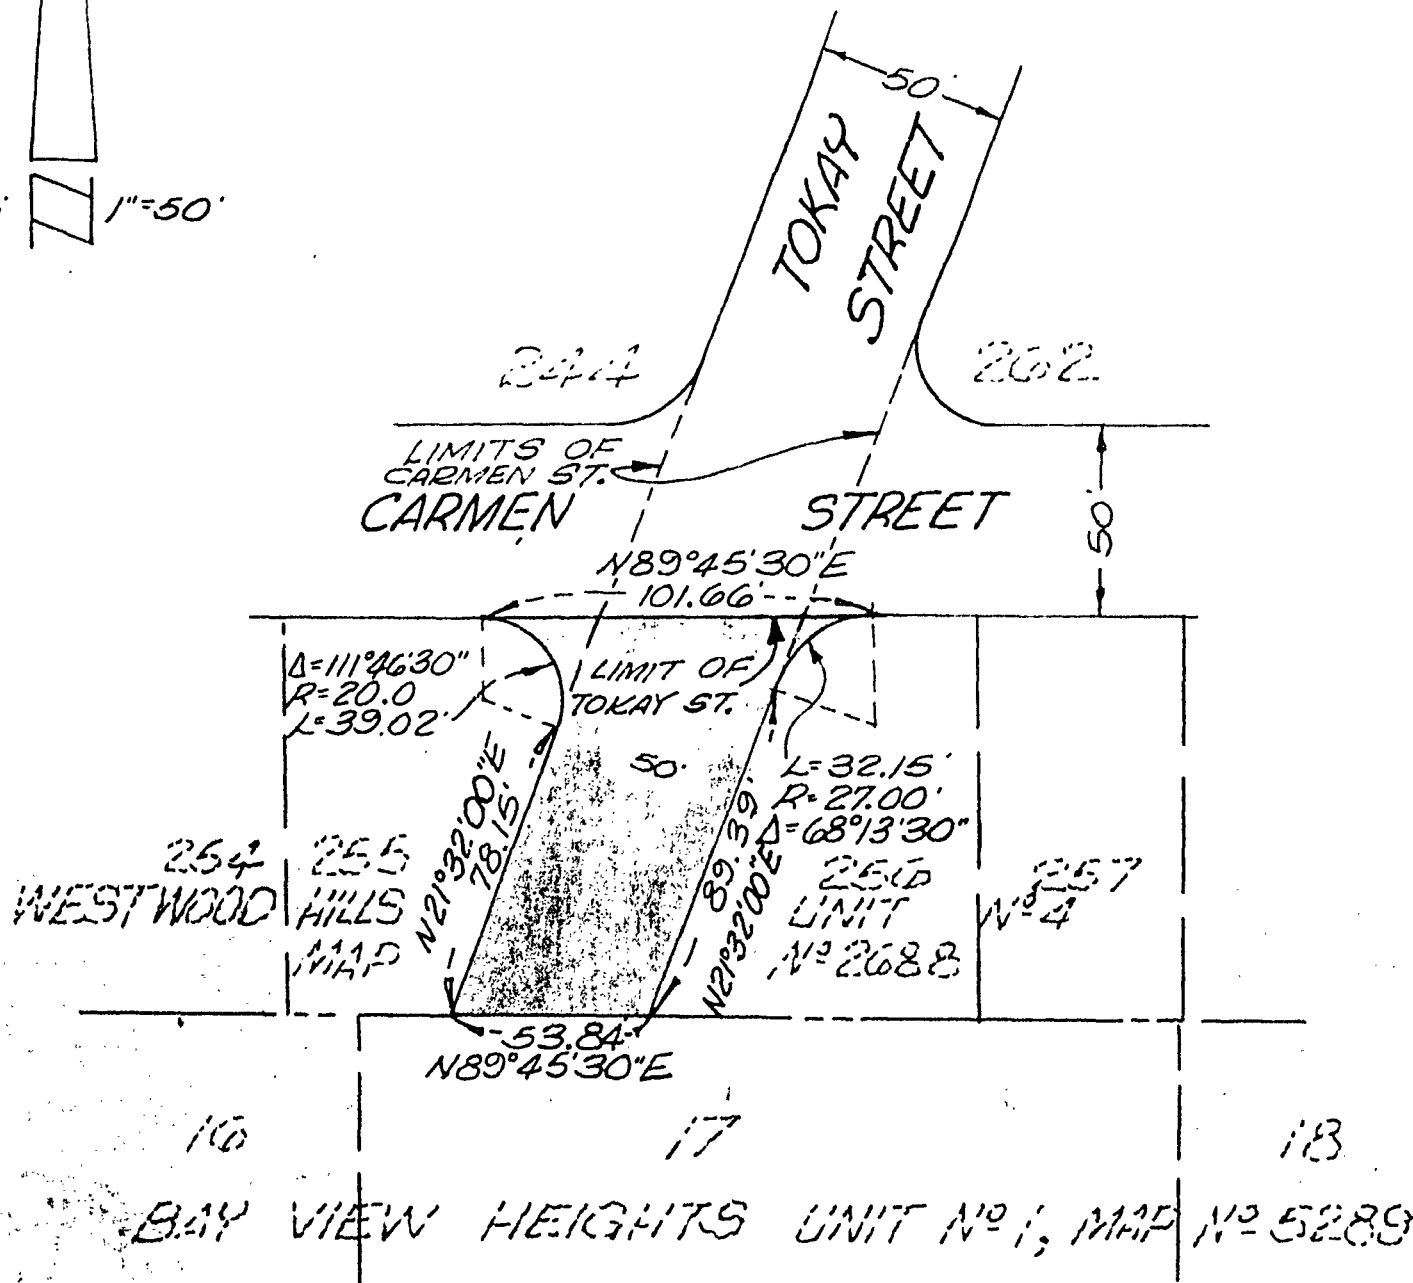 1"=50'
50'
TOKAY
STREET
244
262
LIMITS OF
CARMEN ST.
CARMEN STREET
50'
N89°45'30"E
101.66'
Δ=111°46'30"
R=20.0
L=39.02'
LIMIT OF
TOKAY ST.
50'
L=32.15'
R=27.00'
Δ=68°13'30"
N21°32'00"E
78.15'
89.39'
N21°32'00"E
254 255 256 257
WESTWOOD HILLS UNIT Nº 4
MAP Nº 2688
53.84'
N89°45'30"E
16 17 18
BAY VIEW HEIGHTS UNIT Nº 1, MAP Nº 5289